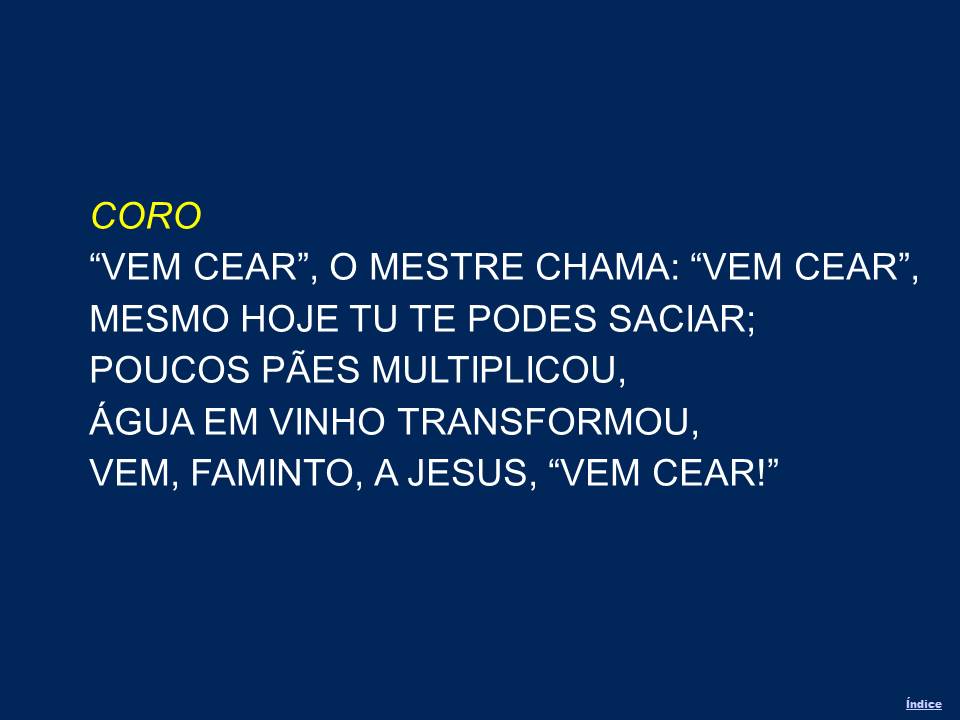 CORO
“VEM CEAR”, O MESTRE CHAMA: “VEM CEAR”,
MESMO HOJE TU TE PODES SACIAR;
POUCOS PÃES MULTIPLICOU,
ÁGUA EM VINHO TRANSFORMOU,
VEM, FAMINTO, A JESUS, “VEM CEAR!”
Índice